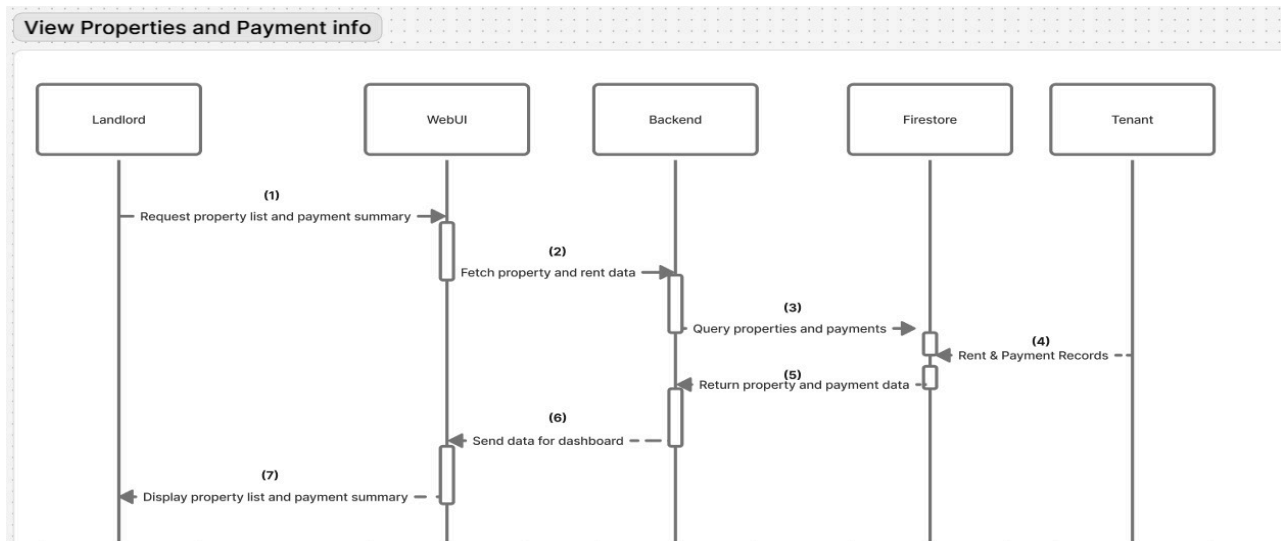 View Properties and Payment info
Landlord
WebUI
Backend
Firestore
Tenant
(1)
Request property list and payment summary
(2)
Fetch property and rent data
(3)
Query properties and payments
(4)
Rent & Payment Records
(5)
Return property and payment data
(6)
Send data for dashboard
(7)
Display property list and payment summary